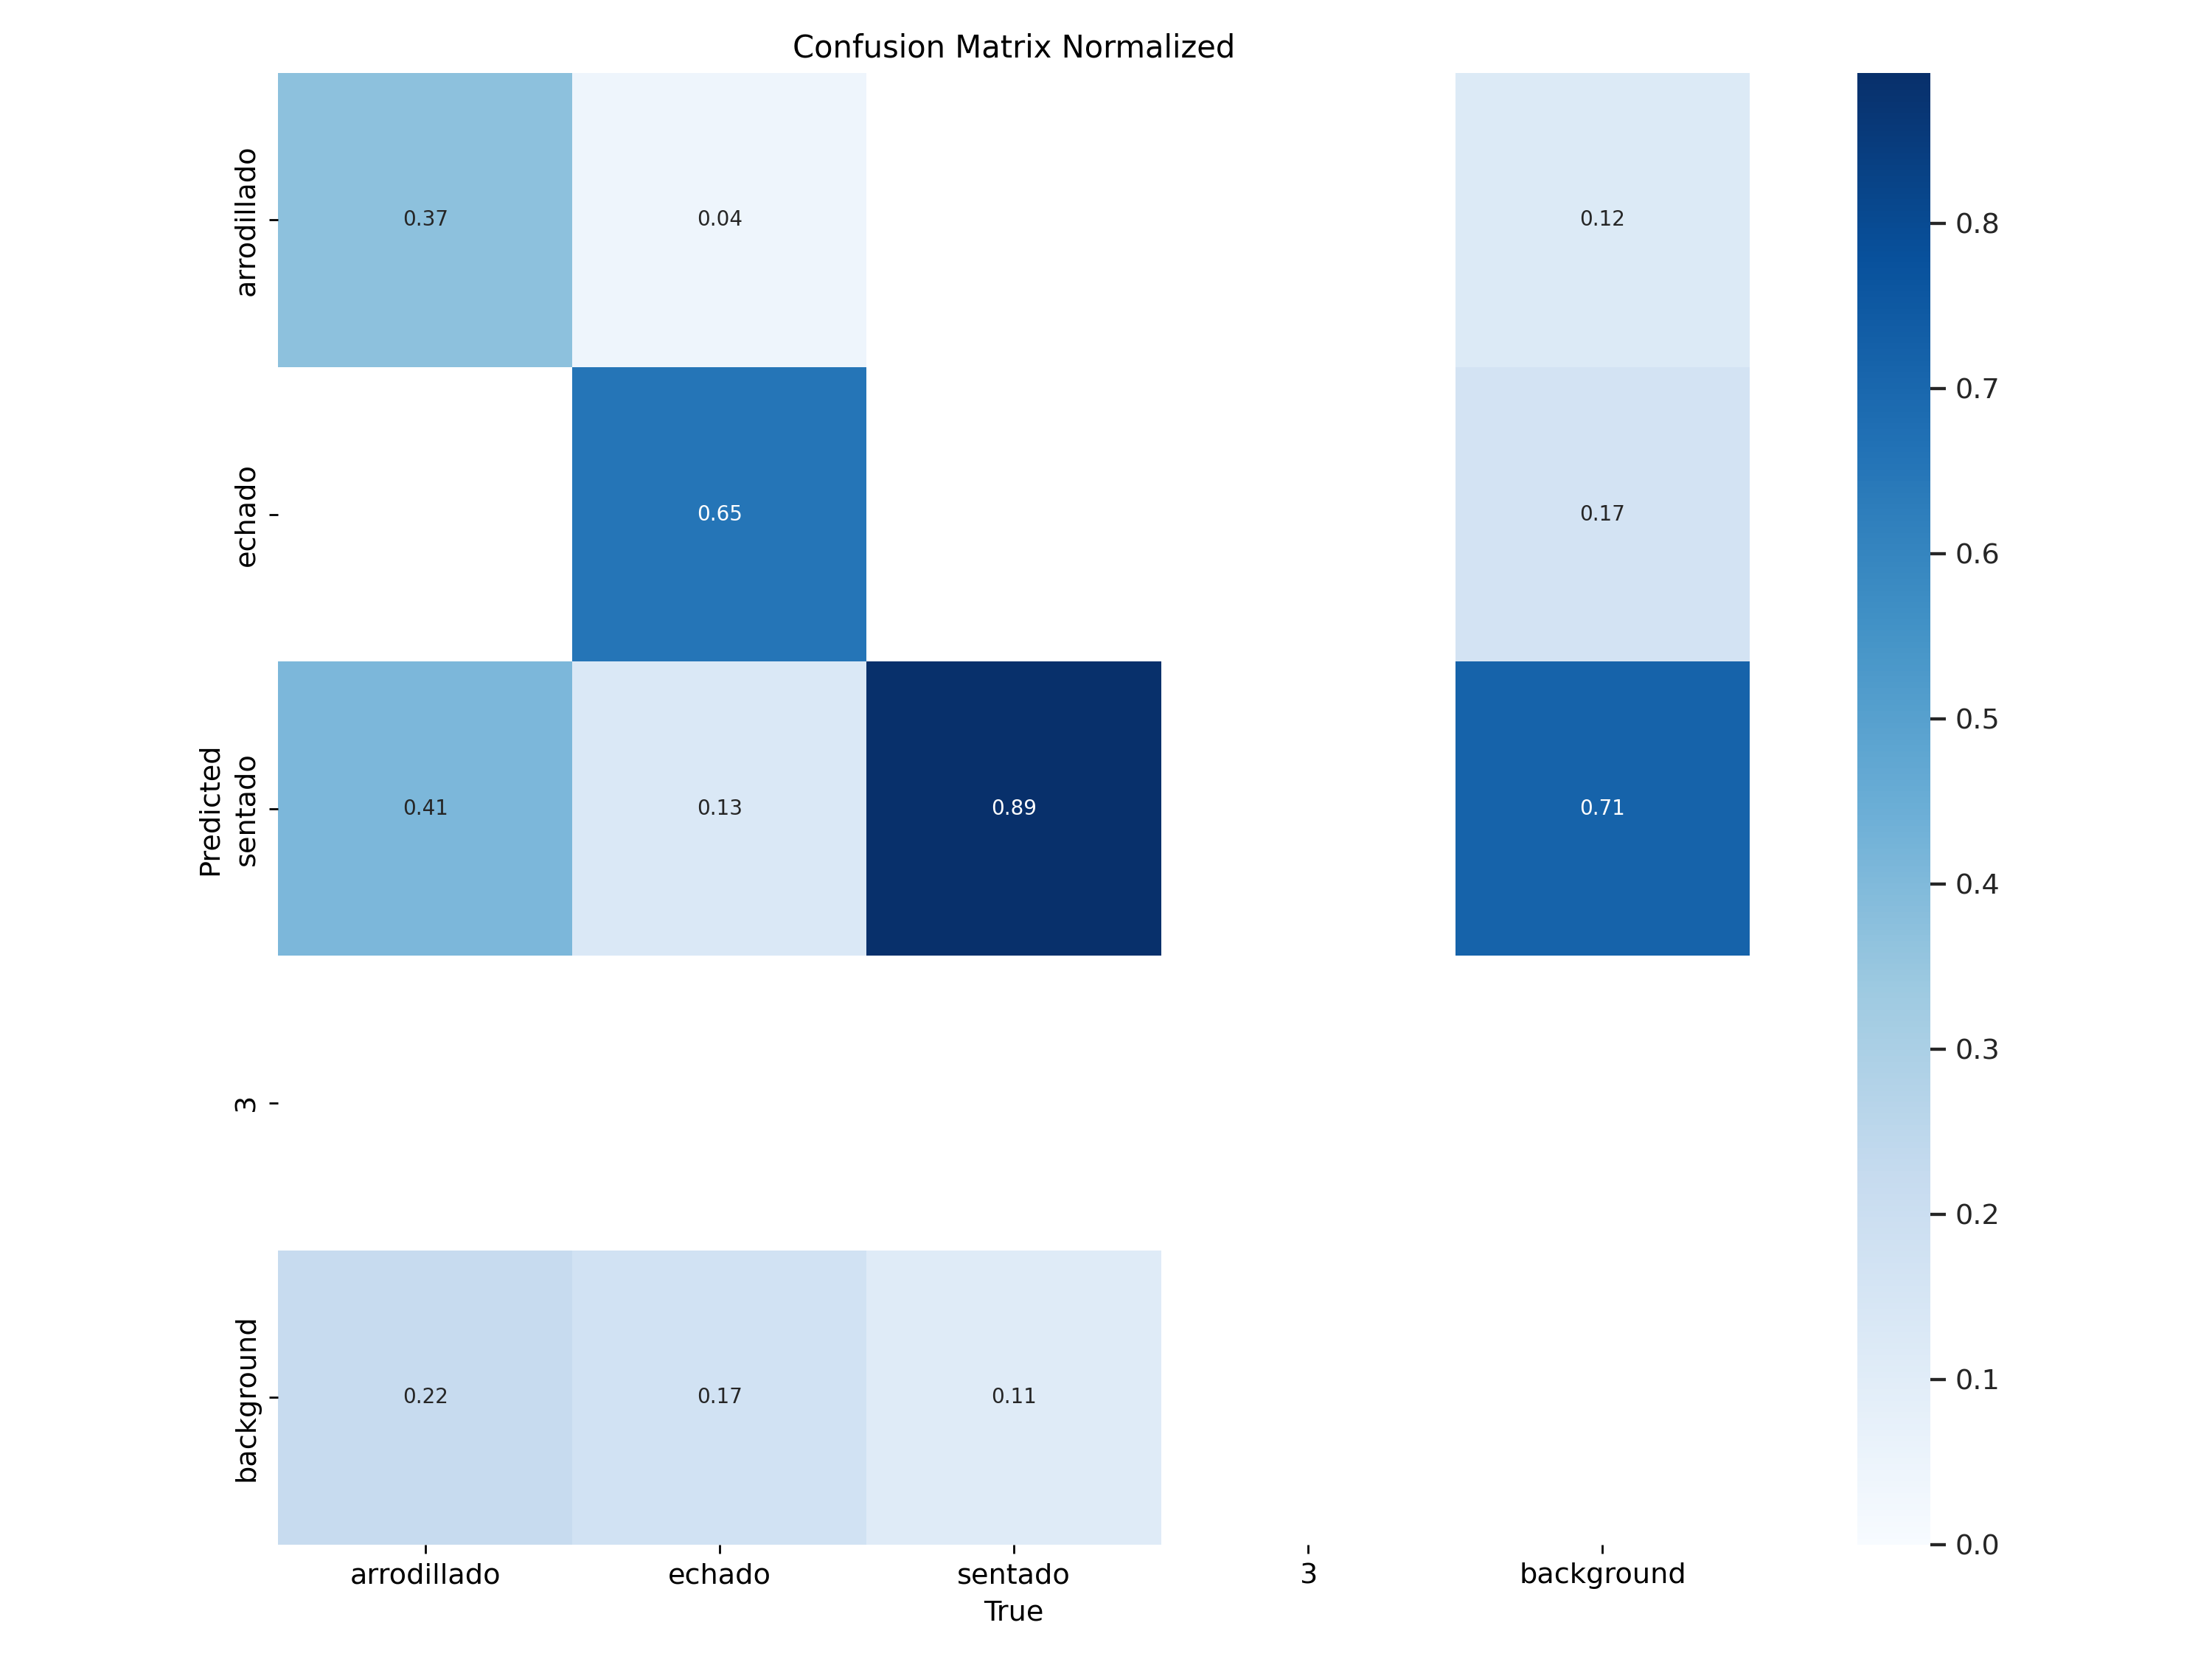 Confusion Matrix Normalized
Predicted
arrodillado
0.37
0.04
0.12
echado
0.65
0.17
sentado
0.41
0.13
0.89
0.71
3
background
0.22
0.17
0.11
arrodillado
echado
sentado
3
background
True
0.8
0.7
0.6
0.5
0.4
0.3
0.2
0.1
0.0